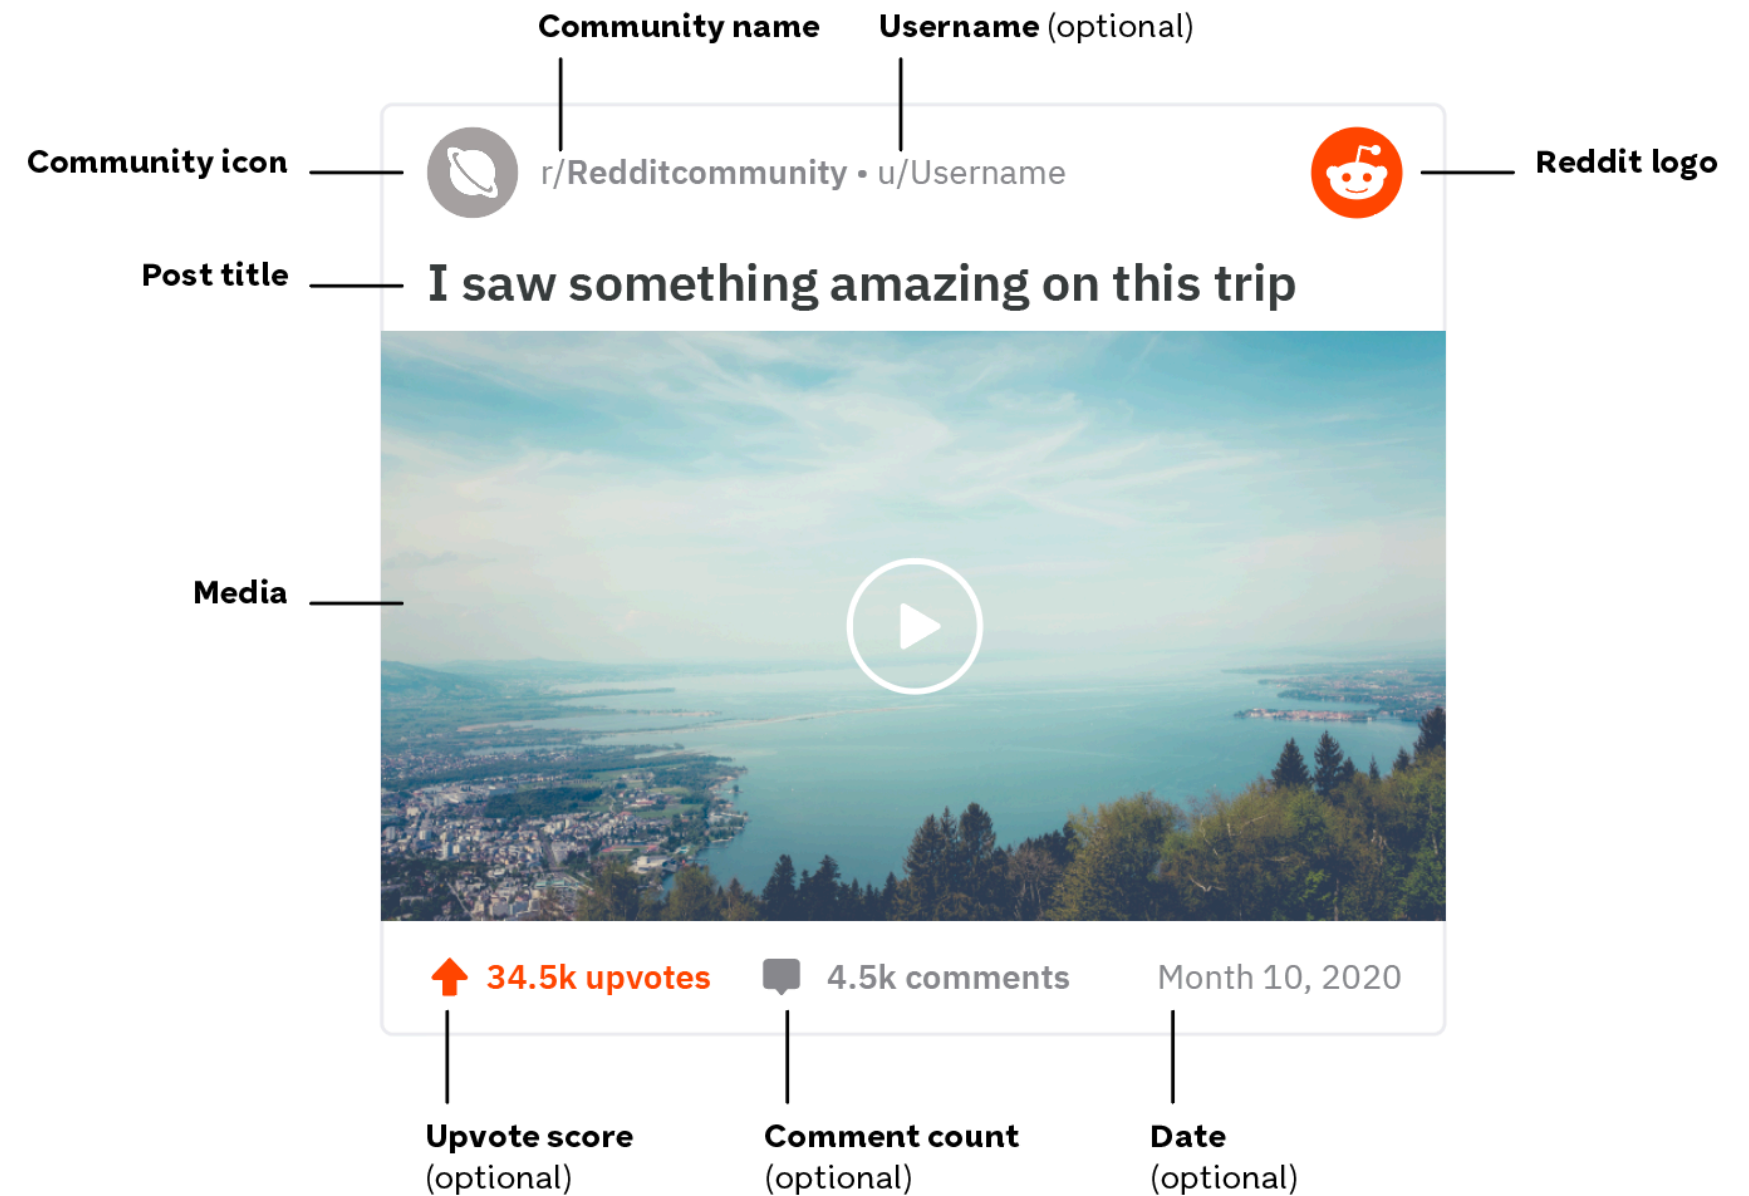 Community name
Username (optional)
Community icon
r/Redditcommunity • u/Username
Reddit logo
Post title
I saw something amazing on this trip
Media
34.5k upvotes
4.5k comments
Month 10, 2020
Upvote score
(optional)
Comment count
(optional)
Date
(optional)